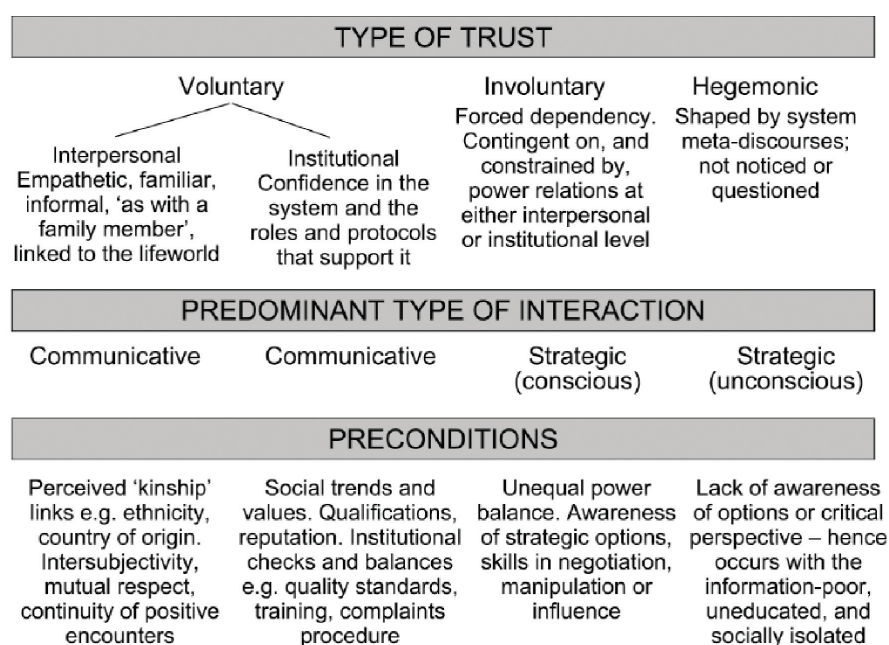 TYPE OF TRUST
Voluntary
Interpersonal
Empathetic, familiar,
informal, ‘as with a
family member’,
linked to the lifeworld
Institutional
Confidence in the
system and the
roles and protocols
that support it
Involuntary
Forced dependency.
Contingent on, and
constrained by,
power relations at
either interpersonal
or institutional level
Hegemonic
Shaped by system
meta-discourses;
not noticed or
questioned
PREDOMINANT TYPE OF INTERACTION
Communicative
Communicative
Strategic
(conscious)
Strategic
(unconscious)
PRECONDITIONS
Perceived ‘kinship’
links e.g. ethnicity,
country of origin.
Intersubjectivity,
mutual respect,
continuity of positive
encounters
Social trends and
values. Qualifications,
reputation. Institutional
checks and balances
e.g. quality standards,
training, complaints
procedure
Unequal power
balance. Awareness
of strategic options,
skills in negotiation,
manipulation or
influence
Lack of awareness
of options or critical
perspective – hence
occurs with the
information-poor,
uneducated, and
socially isolated